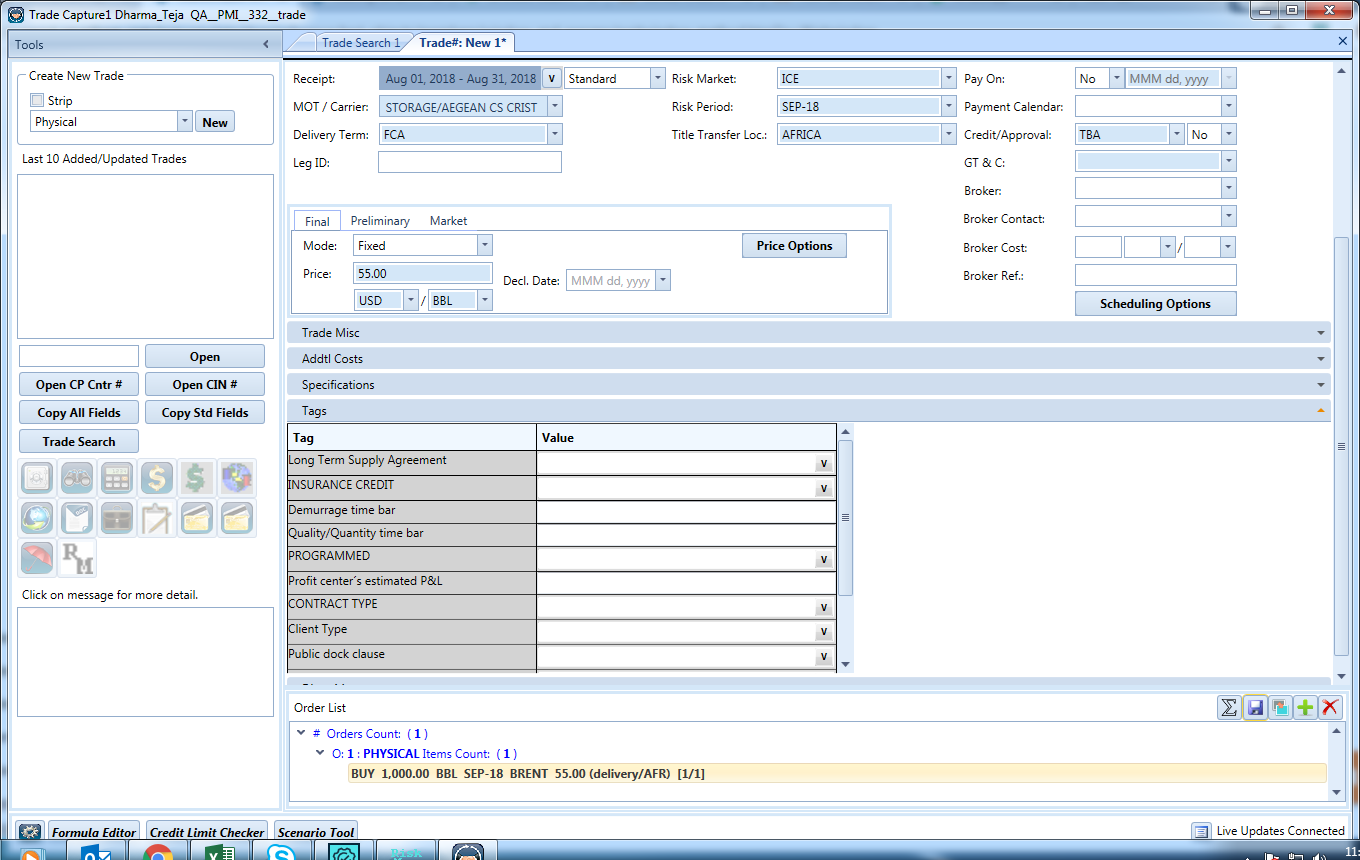 Trade Capture1 Dharma_Teja QA__PMI__332__trade
Tools
Trade Search 1
Trade#: New 1*
Create New Trade
Strip
Physical
New
Last 10 Added/Updated Trades
Open
Open CP Cntr #
Open CIN #
Copy All Fields
Copy Std Fields
Trade Search
Click on message for more detail.
Receipt:
Aug 01, 2018 - Aug 31, 2018
v
Standard
Risk Market:
ICE
Pay On:
No
MMM dd, yyyy
MOT / Carrier:
STORAGE/AEGEAN CS CRIST
Risk Period:
SEP-18
Payment Calendar:
Delivery Term:
FCA
Title Transfer Loc.:
AFRICA
Credit/Approval:
TBA
No
Leg ID:
GT & C:
Broker:
Broker Contact:
Broker Cost:
/
Broker Ref.:
Scheduling Options
Final
Preliminary
Market
Mode:
Fixed
Price Options
Price:
55.00
Decl. Date:
MMM dd, yyyy
USD
/
BBL
Trade Misc
Addtl Costs
Specifications
Tags
Tag
Value
Long Term Supply Agreement
v
INSURANCE CREDIT
v
Demurrage time bar
Quality/Quantity time bar
PROGRAMMED
v
Profit center´s estimated P&L
CONTRACT TYPE
v
Client Type
v
Public dock clause
v
Order List
# Orders Count: ( 1 )
O: 1 : PHYSICAL Items Count: ( 1 )
BUY 1,000.00 BBL SEP-18 BRENT 55.00 (delivery/AFR) [1/1]
Formula Editor
Credit Limit Checker
Scenario Tool
Live Updates Connected
Risk
11: